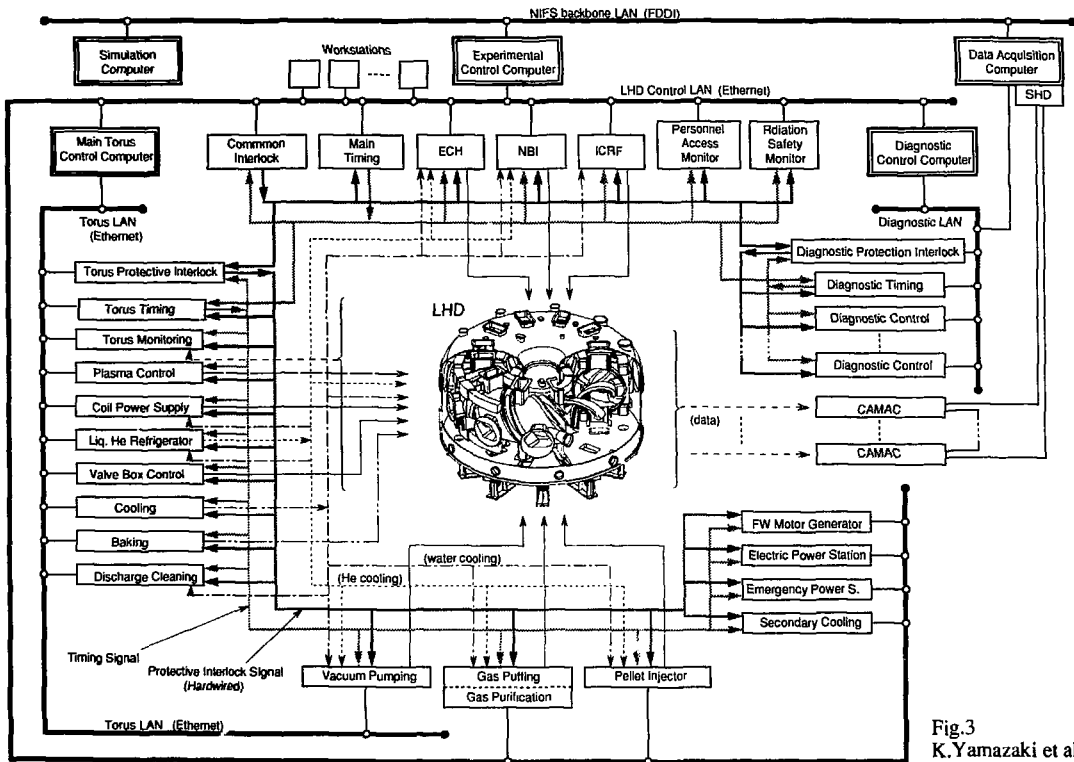 NIFS backbone LAN (FDDI)
Simulation
Computer
Workstations
Experimental
Control Computer
Data Acquisition
Computer
SHD
LHD Control LAN (Ethernet)
Main Torus
Control Computer
Commmon
Interlock
Main
Timing
ECH
NBI
ICRF
Personnel
Access
Monitor
Rdiation
Safety
Monitor
Diagnostic
Control Computer
Torus LAN
(Ethernet)
Diagnostic LAN
Torus Protective Interlock
Torus Timing
Torus Monitoring
Plasma Control
Coil Power Supply
Liq. He Refrigerator
Valve Box Control
Cooling
Baking
Discharge Cleaning
LHD
Diagnostic Protection Interlock
Diagnostic Timing
Diagnostic Control
Diagnostic Control
(data)
CAMAC
CAMAC
FW Motor Generator
Electric Power Station
Emergency Power S.
Secondary Cooling
(water cooling)
(He cooling)
Timing Signal
Protective Interlock Signal
(Hardwired)
Vacuum Pumping
Gas Puffing
Gas Purification
Pellet Injector
Torus LAN (Ethernet)
Fig.3
K.Yamazaki et al